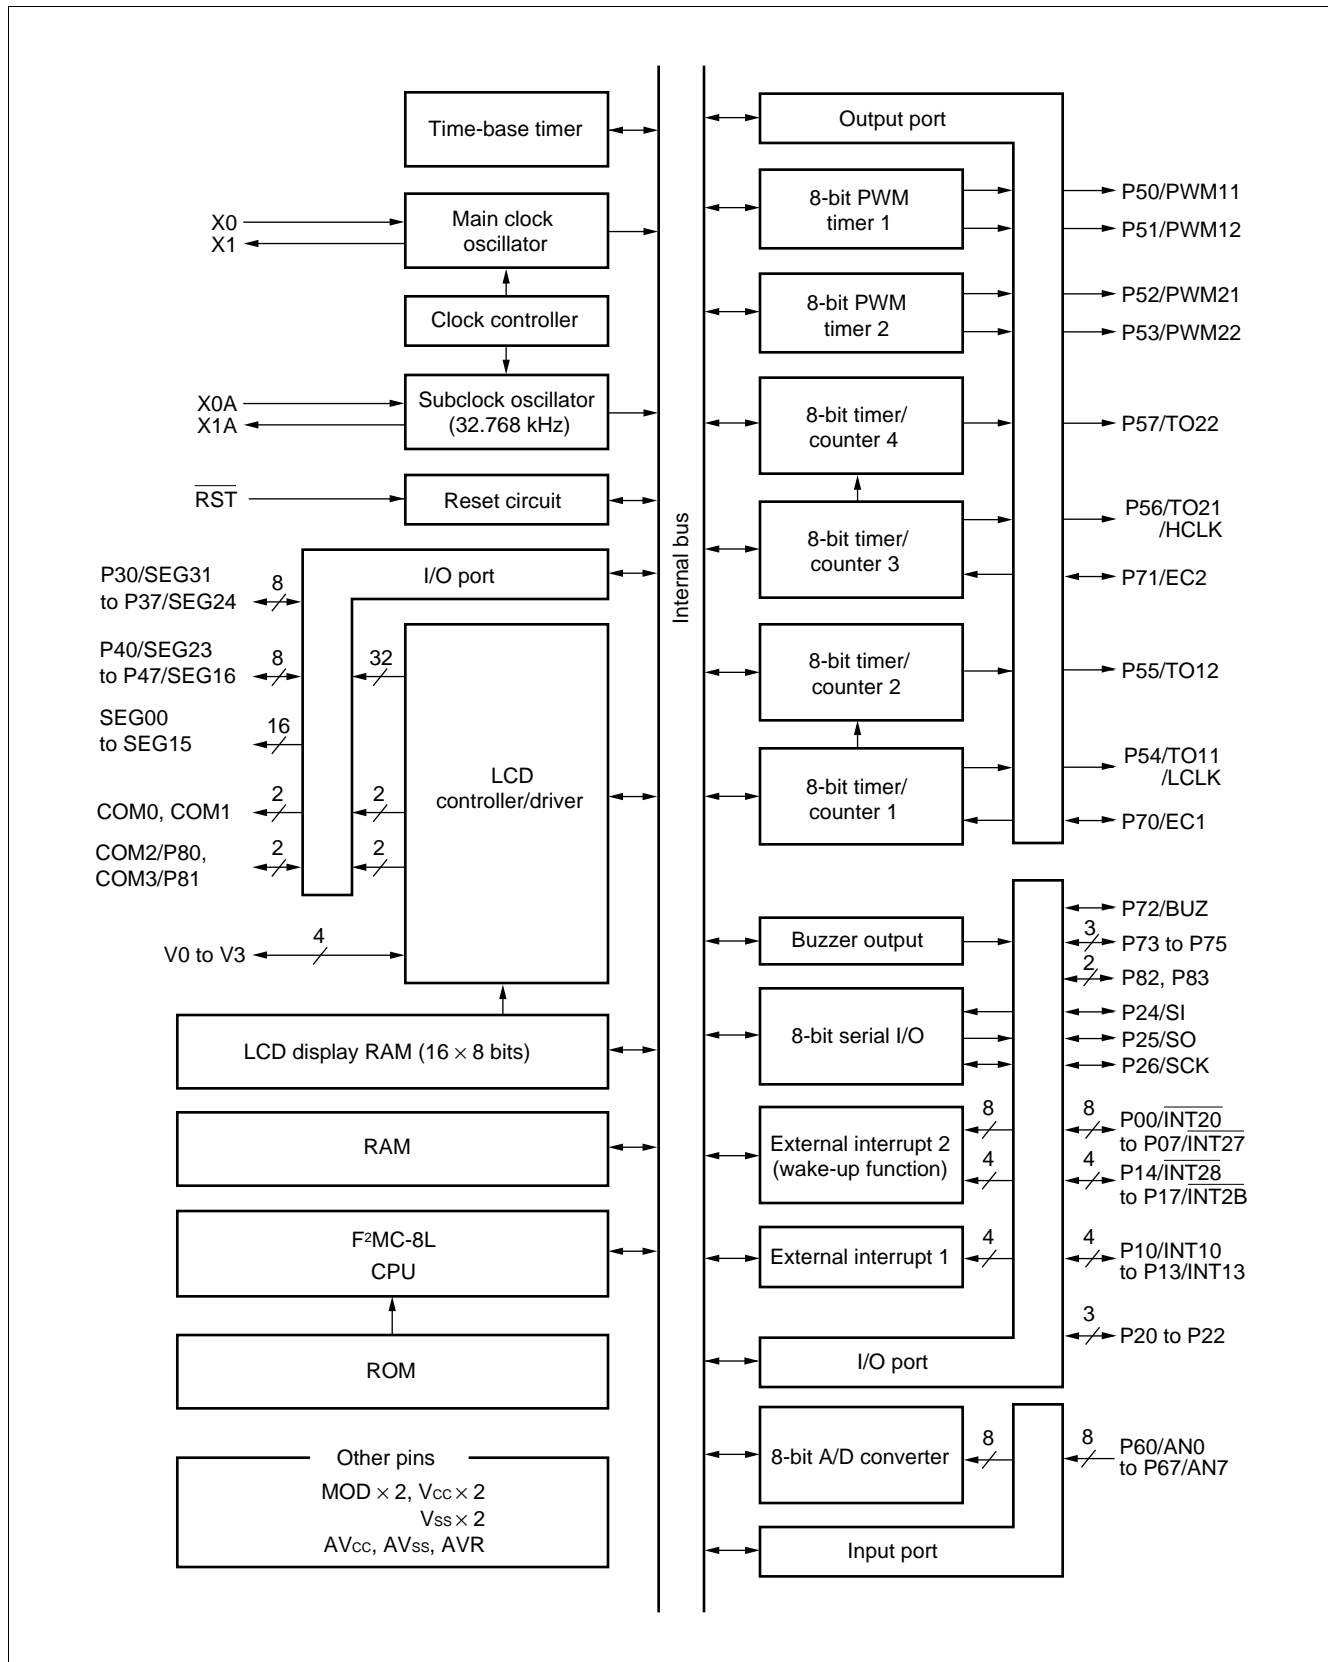 Time-base timer
X0
X1
Main clock
oscillator
Clock controller
X0A
X1A
Subclock oscillator
(32.768 kHz)
RST
Reset circuit
I/O port
P30/SEG31
to P37/SEG24
8
P40/SEG23
to P47/SEG16
8
32
SEG00
to SEG15
16
LCD
controller/driver
COM0, COM1
2
2
COM2/P80,
COM3/P81
2
2
V0 to V3
4
LCD display RAM (16 × 8 bits)
RAM
F²MC-8L
CPU
ROM
Other pins
MOD × 2, VCC × 2
VSS × 2
AVCC, AVSS, AVR
Internal bus
Output port
8-bit PWM
timer 1
P50/PWM11
P51/PWM12
8-bit PWM
timer 2
P52/PWM21
P53/PWM22
8-bit timer/
counter 4
P57/TO22
8-bit timer/
counter 3
P56/TO21
/HCLK
P71/EC2
8-bit timer/
counter 2
P55/TO12
8-bit timer/
counter 1
P54/TO11
/LCLK
P70/EC1
Buzzer output
P72/BUZ
3
P73 to P75
2
P82, P83
8-bit serial I/O
P24/SI
P25/SO
P26/SCK
External interrupt 2
(wake-up function)
8
4
8
P00/INT20
to P07/INT27
4
P14/INT28
to P17/INT2B
External interrupt 1
4
4
P10/INT10
to P13/INT13
3
P20 to P22
I/O port
8-bit A/D converter
8
8
P60/AN0
to P67/AN7
Input port